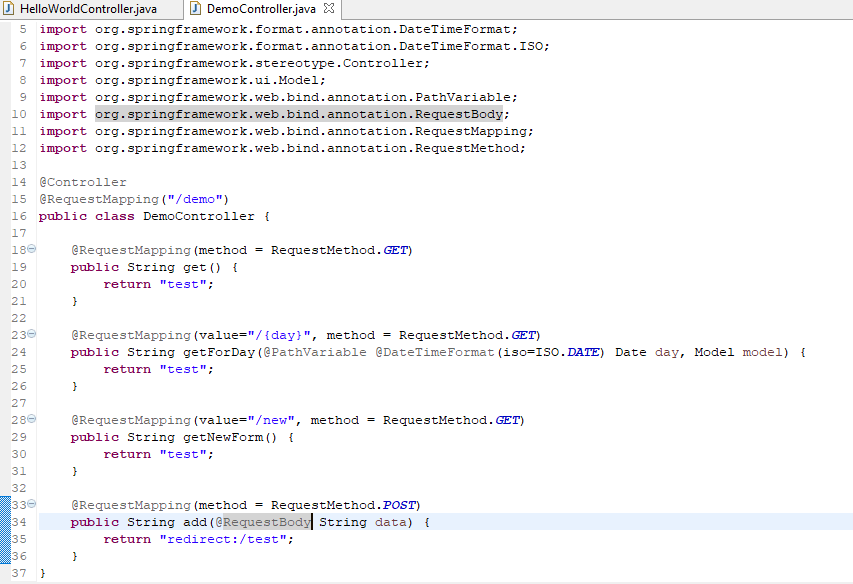 HelloWorldController.java DemoController.java
5 import org.springframework.format.annotation.DateTimeFormat;
6 import org.springframework.format.annotation.DateTimeFormat.ISO;
7 import org.springframework.stereotype.Controller;
8 import org.springframework.ui.Model;
9 import org.springframework.web.bind.annotation.PathVariable;
10 import org.springframework.web.bind.annotation.RequestBody;
11 import org.springframework.web.bind.annotation.RequestMapping;
12 import org.springframework.web.bind.annotation.RequestMethod;
13
14 @Controller
15 @RequestMapping("/demo")
16 public class DemoController {
17
18 @RequestMapping(method = RequestMethod.GET)
19 public String get() {
20 return "test";
21 }
22
23 @RequestMapping(value="/{day}", method = RequestMethod.GET)
24 public String getForDay(@PathVariable @DateTimeFormat(iso=ISO.DATE) Date day, Model model) {
25 return "test";
26 }
27
28 @RequestMapping(value="/new", method = RequestMethod.GET)
29 public String getNewForm() {
30 return "test";
31 }
32
33 @RequestMapping(method = RequestMethod.POST)
34 public String add(@RequestBody String data) {
35 return "redirect:/test";
36 }
37 }